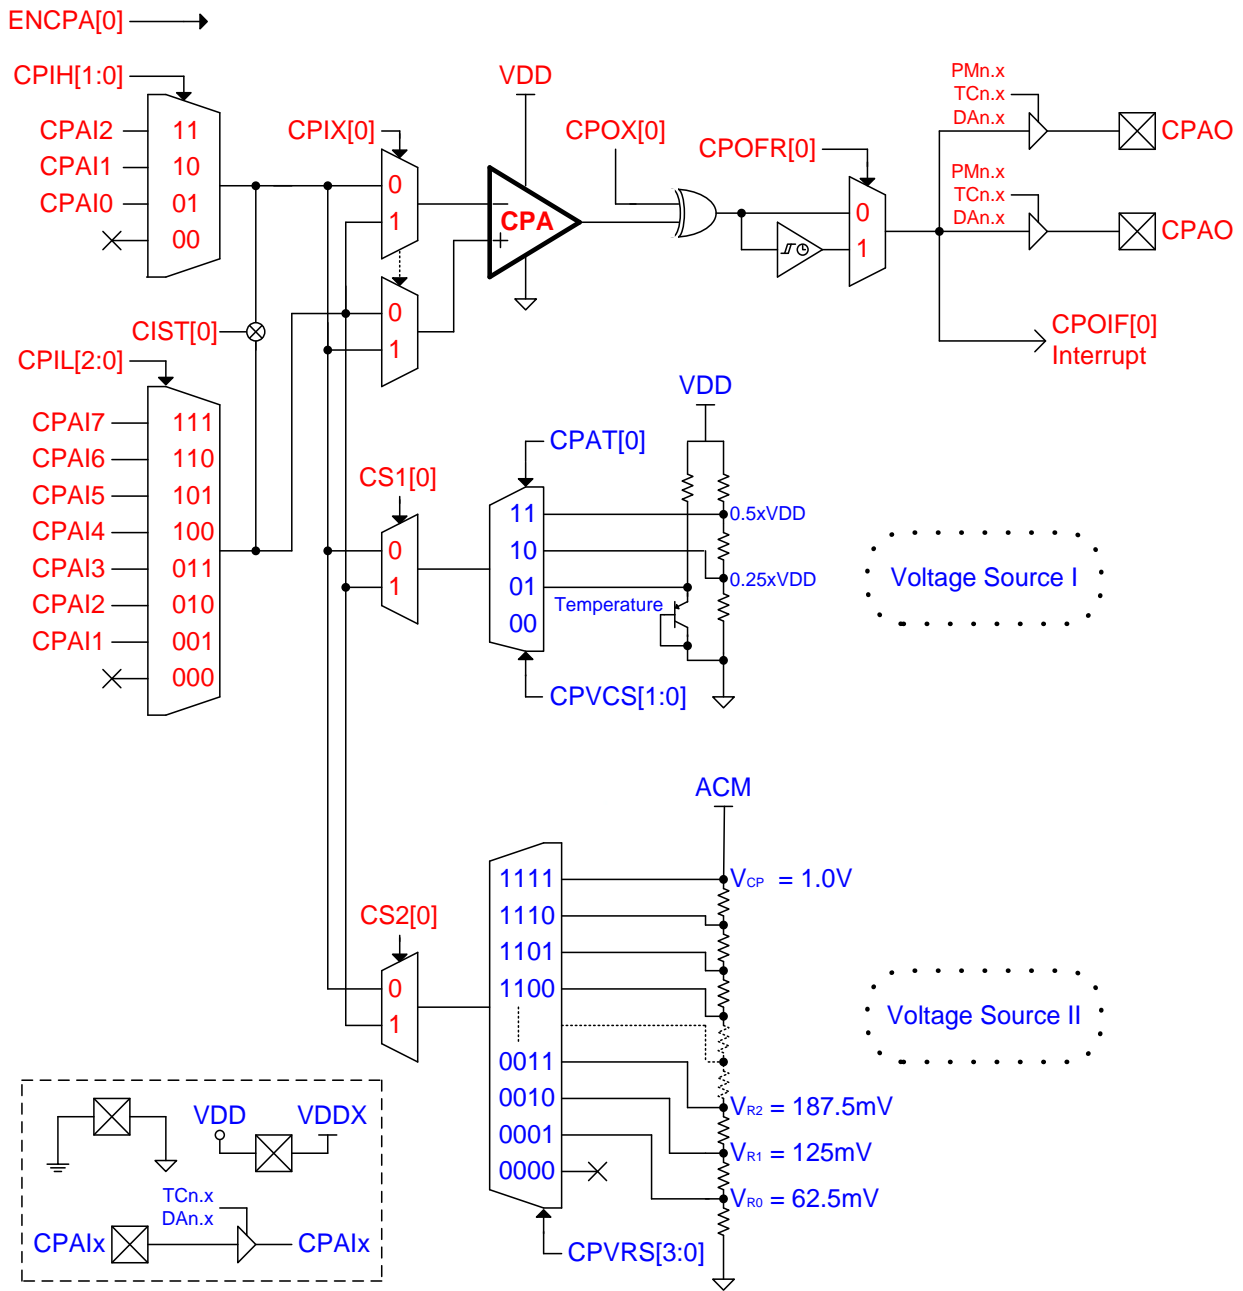 ENCPA[0]
CPIH[1:0]
CPAI2 11
CPAI1 10
CPAI0 01
00
CPIX[0]
0
1
0
1
VDD
CPA
CPOX[0]
CPOFR[0]
0
1
PMn.x
TCn.x
DAn.x
CPAO
PMn.x
TCn.x
DAn.x
CPAO
CPOIF[0]
Interrupt
CIST[0]
CPIL[2:0]
CPAI7 111
CPAI6 110
CPAI5 101
CPAI4 100
CPAI3 011
CPAI2 010
CPAI1 001
000
CS1[0]
0
1
CPAT[0]
11
10
01
00
CPVCS[1:0]
VDD
0.5xVDD
0.25xVDD
Temperature
Voltage Source I
CS2[0]
0
1
ACM
1111
1110
1101
1100
0011
0010
0001
0000
VCP = 1.0V
VR2 = 187.5mV
VR1 = 125mV
VR0 = 62.5mV
CPVRS[3:0]
Voltage Source II
VDD VDDX
TCn.x
DAn.x
CPAIx CPAIx